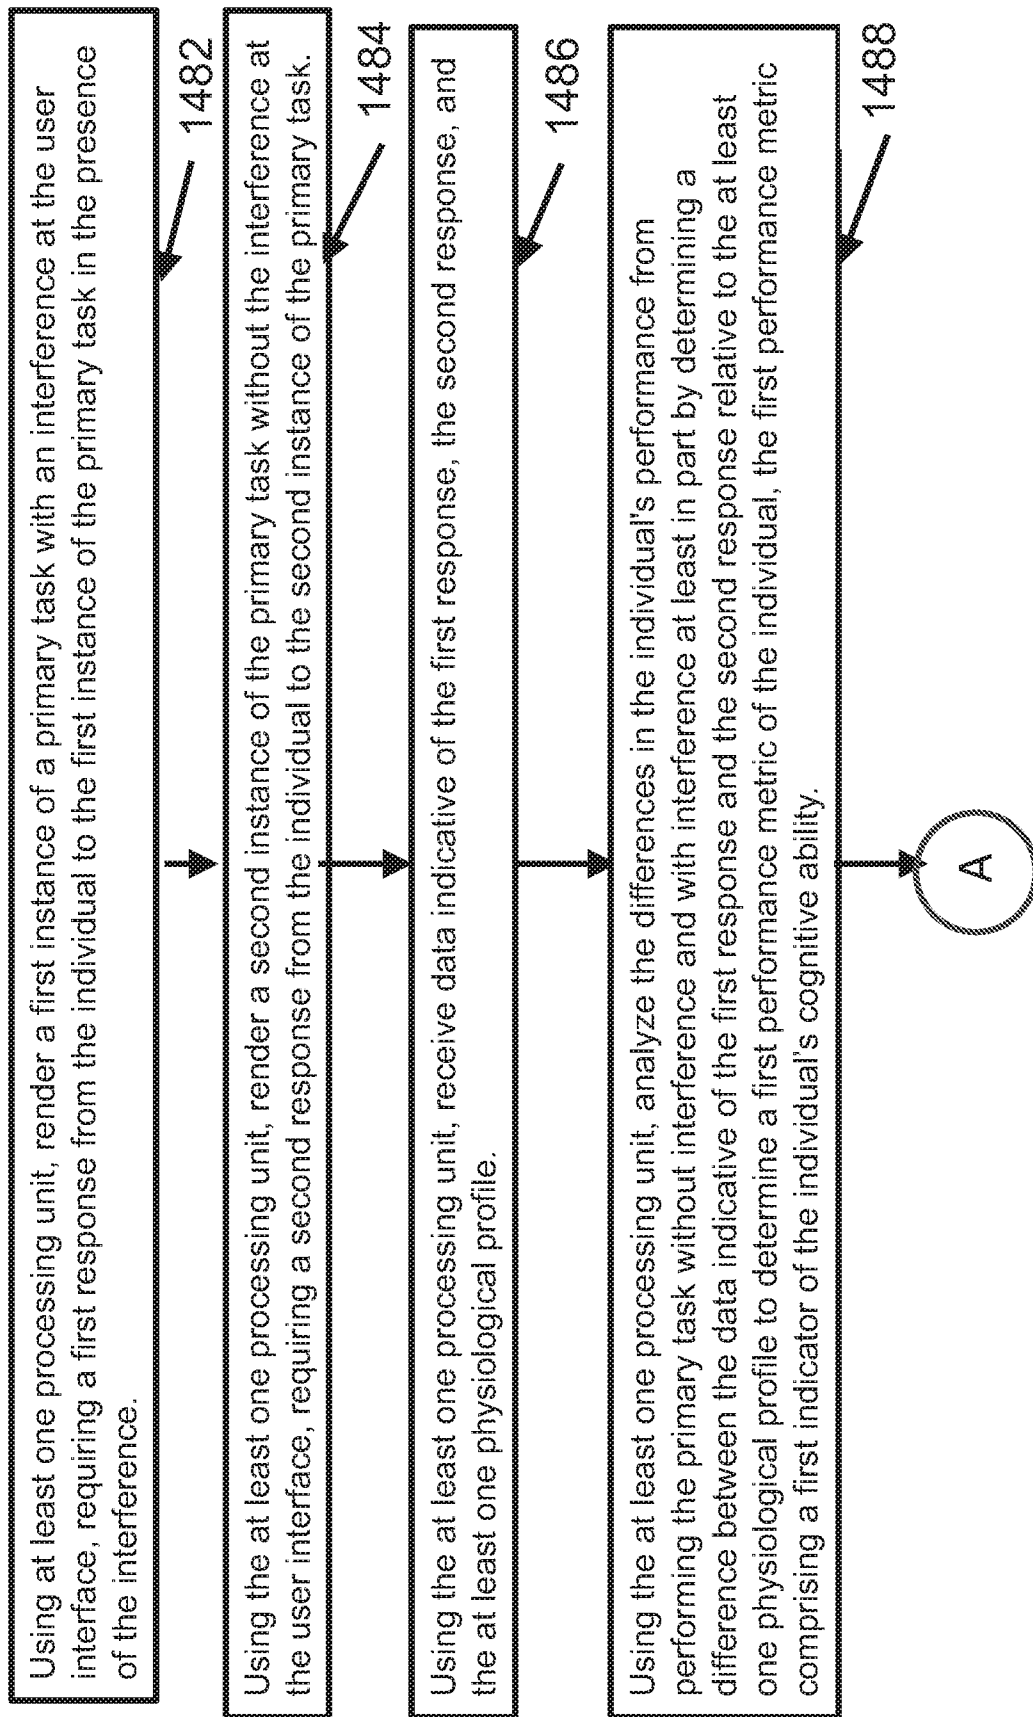 Using at least one processing unit, render a first instance of a primary task with an interference at the user
interface, requiring a first response from the individual to the first instance of the primary task in the presence
of the interference.
1482
Using the at least one processing unit, render a second instance of the primary task without the interference at
the user interface, requiring a second response from the individual to the second instance of the primary task.
1484
Using the at least one processing unit, receive data indicative of the first response, the second response, and
the at least one physiological profile.
1486
Using the at least one processing unit, analyze the differences in the individual's performance from
performing the primary task without interference and with interference at least in part by determining a
difference between the data indicative of the first response and the second response relative to the at least
one physiological profile to determine a first performance metric of the individual, the first performance metric
comprising a first indicator of the individual's cognitive ability.
1488
A